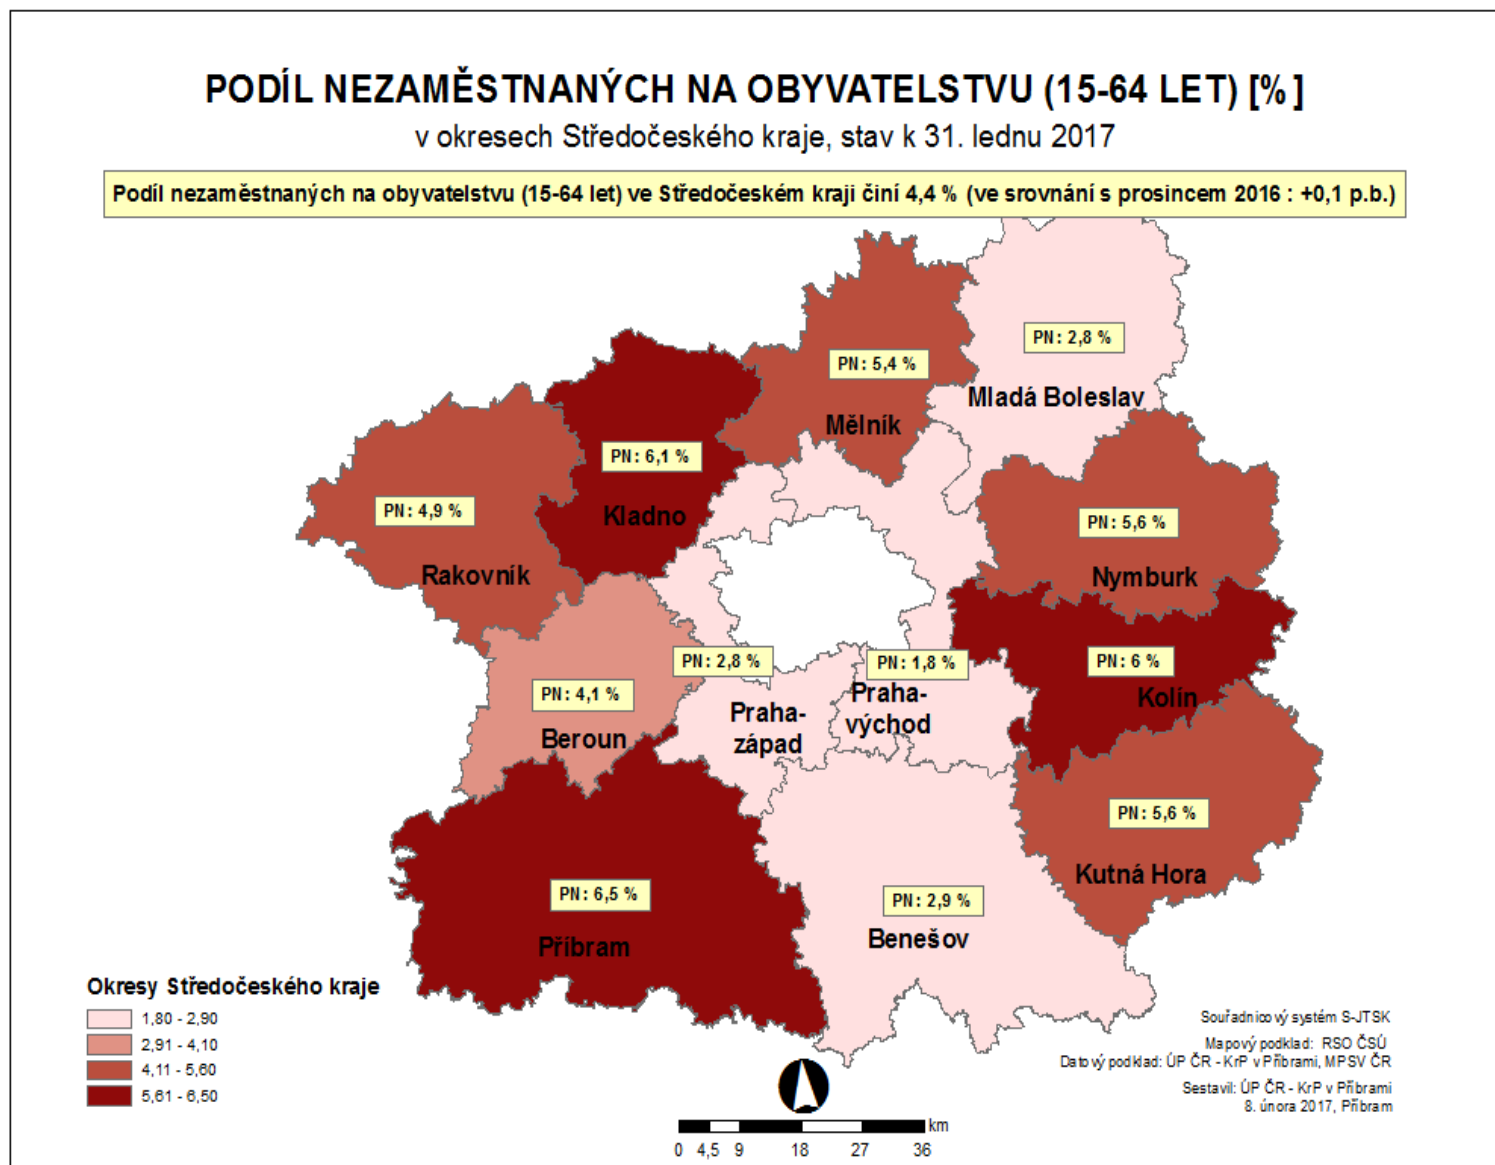 PODÍL NEZAMĚSTNANÝCH NA OBYVATELSTVU (15-64 LET) [%]
v okresech Středočeského kraje, stav k 31. lednu 2017
Podíl nezaměstnaných na obyvatelstvu (15-64 let) ve Středočeském kraji činí 4,4 % (ve srovnání s prosincem 2016 : +0,1 p.b.)
PN: 2,8 %
Mladá Boleslav
PN: 5,4 %
Mělník
PN: 6,1 %
Kladno
PN: 4,9 %
Rakovník
PN: 5,6 %
Nymburk
PN: 2,8 %
Praha-
západ
PN: 1,8 %
Praha-
východ
PN: 6 %
Kolín
PN: 4,1 %
Beroun
PN: 5,6 %
Kutná Hora
PN: 6,5 %
Příbram
PN: 2,9 %
Benešov
Okresy Středočeského kraje
1,80 - 2,90
2,91 - 4,10
4,11 - 5,60
5,61 - 6,50
km
0 4,5 9 18 27 36
Souřadnicový systém S-JTSK
Mapový podklad: RSO ČSÚ
Datový podklad: ÚP ČR - KrP v Příbrami, MPSV ČR
Sestavil: ÚP ČR - KrP v Příbrami
8. února 2017, Příbram